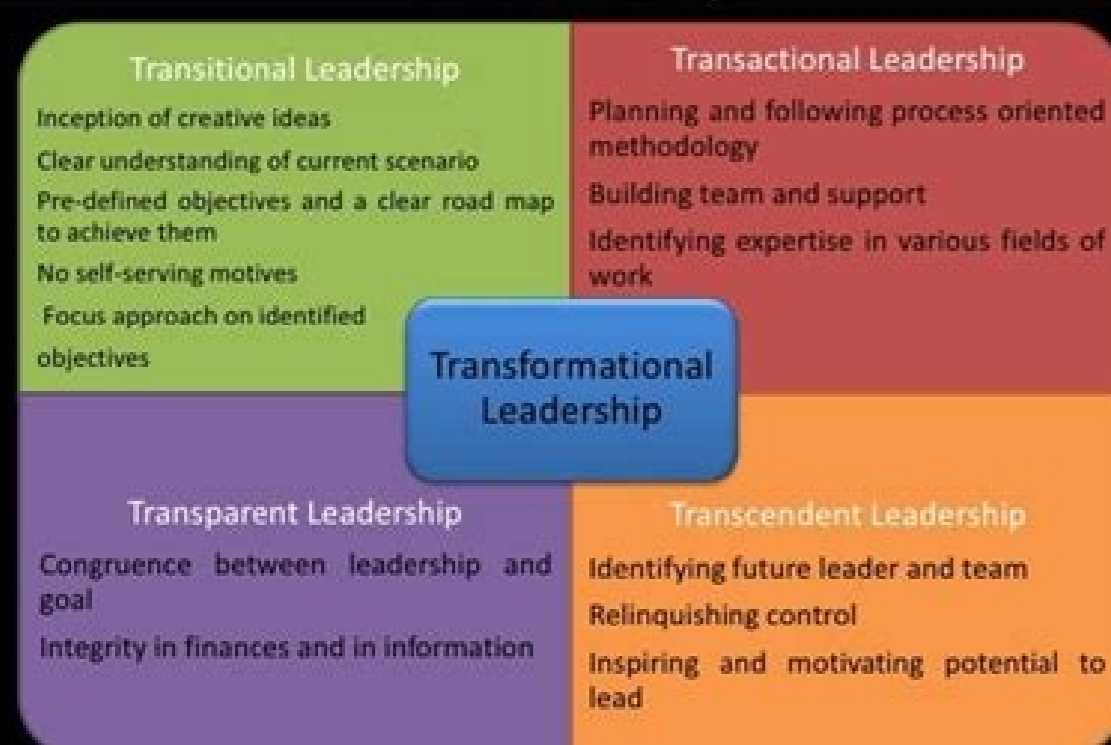 Transitional Leadership
Inception of creative ideas
Clear understanding of current scenario
Pre-defined objectives and a clear road map
to achieve them
No self-serving motives
Focus approach on identified
objectives
Transactional Leadership
Planning and following process oriented
methodology
Building team and support
Identifying expertise in various fields of
work
Transformational
Leadership
Transparent Leadership
Congruence between leadership and
goal
Integrity in finances and in information
Transcendent Leadership
Identifying future leader and team
Relinquishing control
Inspiring and motivating potential to
lead